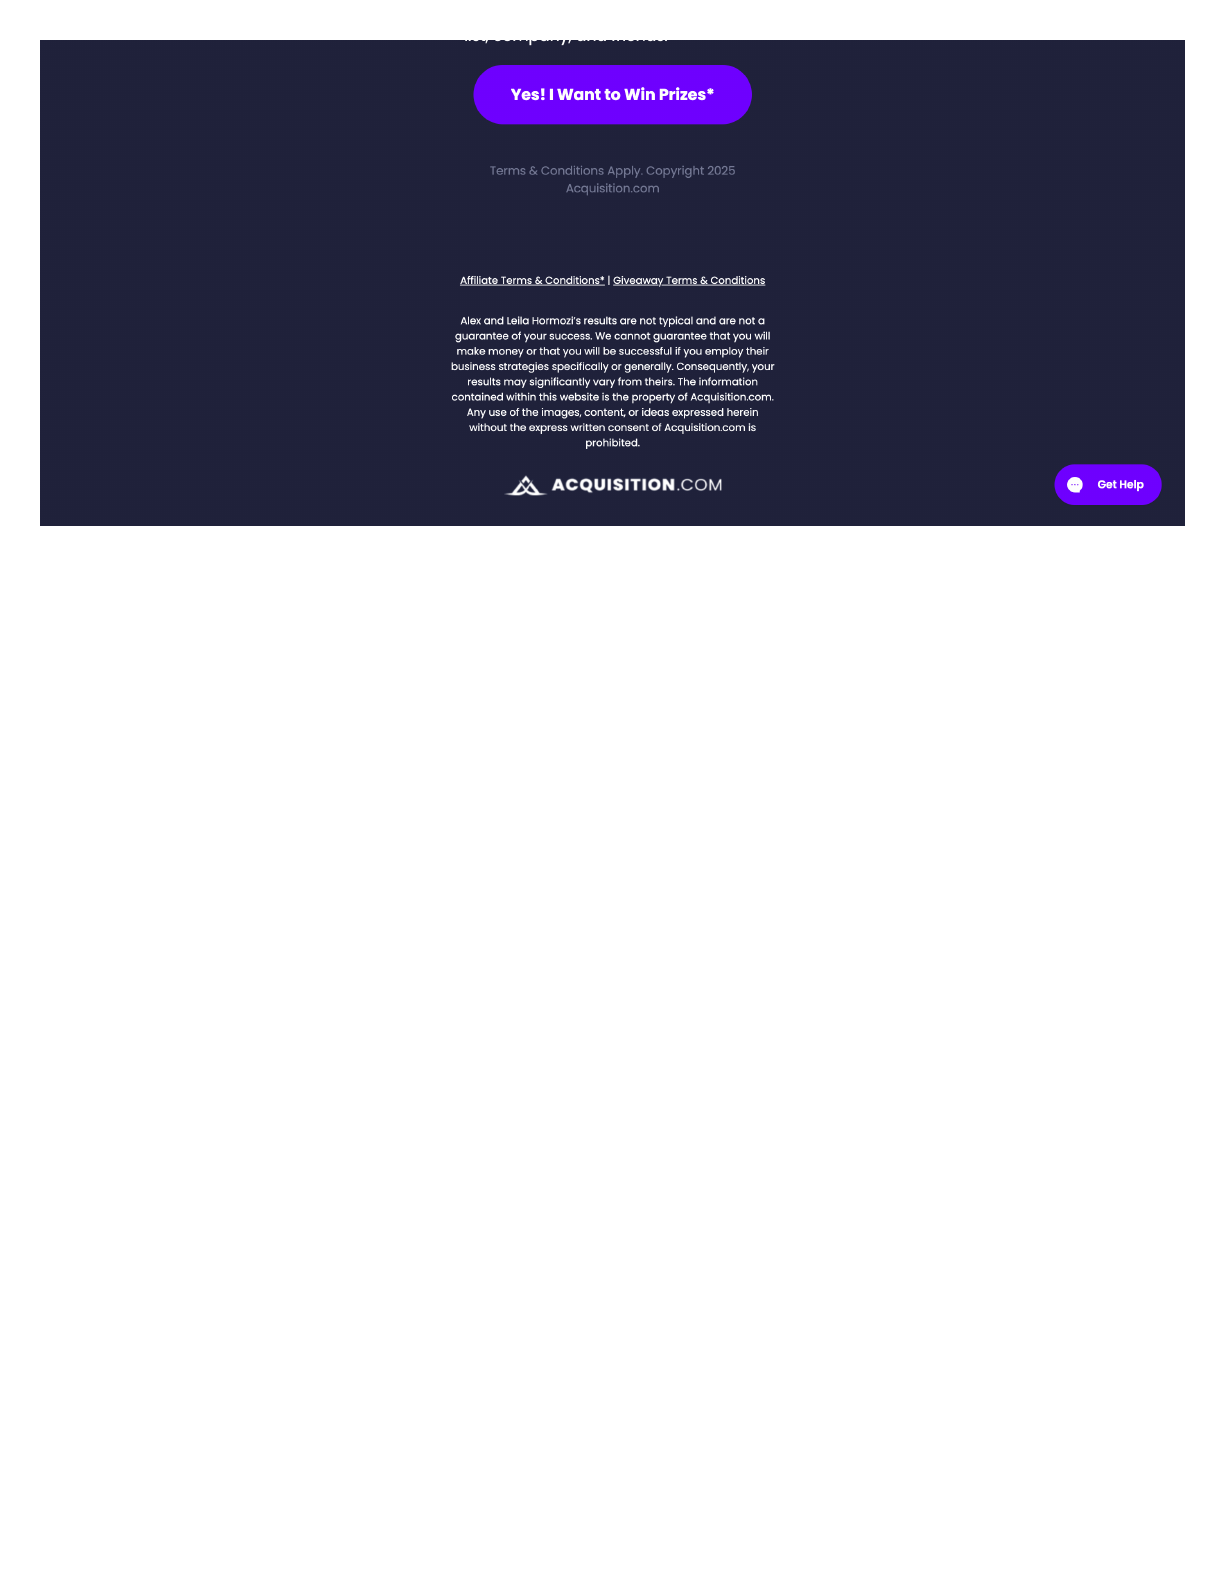 list, company, and friends.
Yes! I Want to Win Prizes*
Terms & Conditions Apply. Copyright 2025
Acquisition.com
Affiliate Terms & Conditions* | Giveaway Terms & Conditions
Alex and Leila Hormozi’s results are not typical and are not a
guarantee of your success. We cannot guarantee that you will
make money or that you will be successful if you employ their
business strategies specifically or generally. Consequently, your
results may significantly vary from theirs. The information
contained within this website is the property of Acquisition.com.
Any use of the images, content, or ideas expressed herein
without the express written consent of Acquisition.com is
prohibited.
ACQUISITION.COM
Get Help